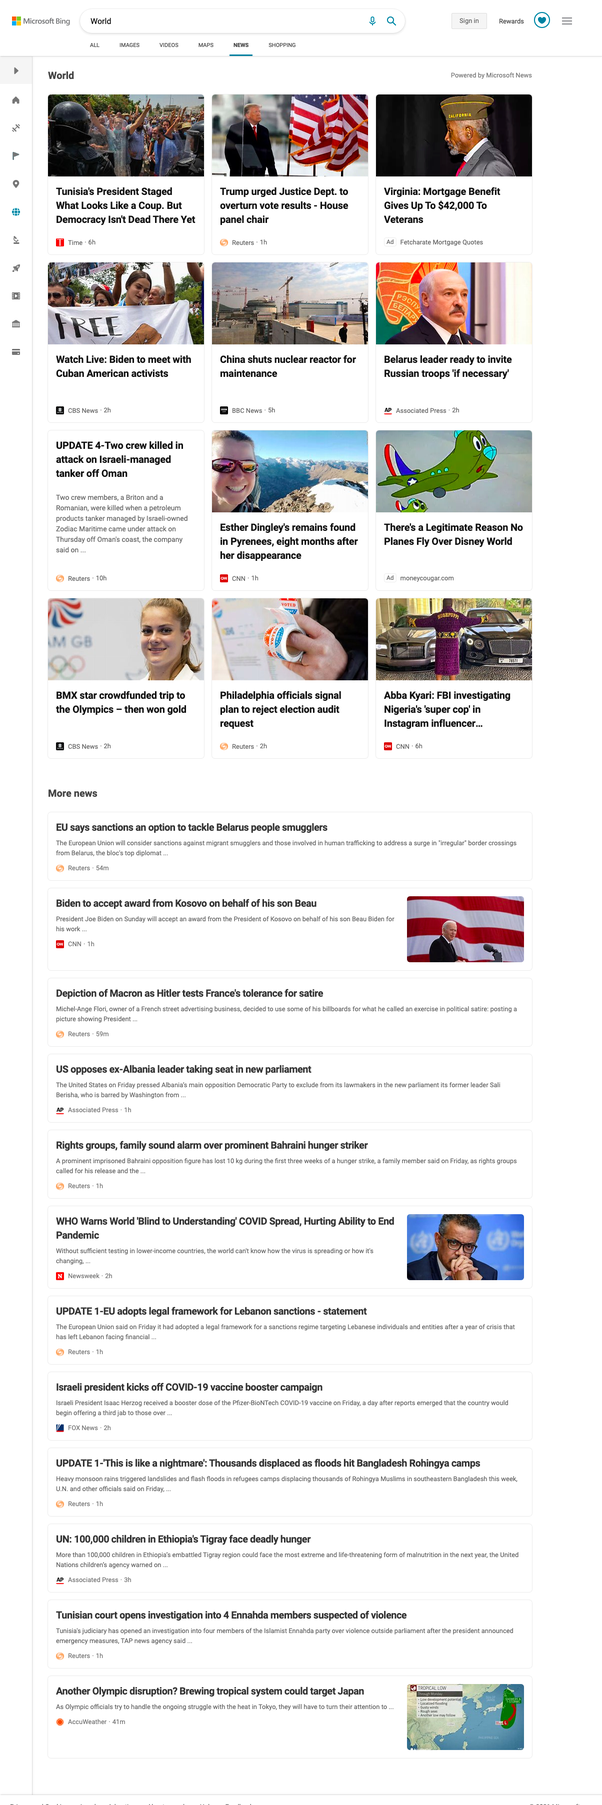 Microsoft Bing
World
Sign in
Rewards
ALL
IMAGES
VIDEOS
MAPS
NEWS
SHOPPING
World
Powered by Microsoft News
Tunisia's President Staged
What Looks Like a Coup. But
Democracy Isn't Dead There Yet
Time · 6h
Trump urged Justice Dept. to
overturn vote results - House
panel chair
Reuters · 1h
CALIFORNIA
Virginia: Mortgage Benefit
Gives Up To $42,000 To
Veterans
Ad Fetcharate Mortgage Quotes
FREE
Watch Live: Biden to meet with
Cuban American activists
CBS News · 2h
China shuts nuclear reactor for
maintenance
BBC News · 5h
Belarus leader ready to invite
Russian troops 'if necessary'
AP Associated Press · 2h
UPDATE 4-Two crew killed in
attack on Israeli-managed
tanker off Oman
Two crew members, a Briton and a
Romanian, were killed when a petroleum
products tanker managed by Israeli-owned
Zodiac Maritime came under attack on
Thursday off Oman's coast, the company
said on ...
Reuters · 10h
Esther Dingley's remains found
in Pyrenees, eight months after
her disappearance
CNN · 1h
There's a Legitimate Reason No
Planes Fly Over Disney World
Ad moneycougar.com
AM GB
BMX star crowdfunded trip to
the Olympics – then won gold
CBS News · 2h
VOTED
Philadelphia officials signal
plan to reject election audit
request
Reuters · 2h
Abba Kyari: FBI investigating
Nigeria's 'super cop' in
Instagram influencer...
CNN · 6h
More news
EU says sanctions an option to tackle Belarus people smugglers
The European Union will consider sanctions against migrant smugglers and those involved in human trafficking to address a surge in "irregular" border crossings
from Belarus, the bloc's top diplomat ...
Reuters · 54m
Biden to accept award from Kosovo on behalf of his son Beau
President Joe Biden on Sunday will accept an award from the President of Kosovo on behalf of his son Beau Biden for
his work ...
CNN · 1h
Depiction of Macron as Hitler tests France's tolerance for satire
Michel-Ange Flori, owner of a French street advertising business, decided to use some of his billboards for what he called an exercise in political satire: posting a
picture showing President ...
Reuters · 59m
US opposes ex-Albania leader taking seat in new parliament
The United States on Friday pressed Albania's main opposition Democratic Party to exclude from its lawmakers in the new parliament its former leader Sali
Berisha, who is barred by Washington from ...
AP Associated Press · 1h
Rights groups, family sound alarm over prominent Bahraini hunger striker
A prominent imprisoned Bahraini opposition figure has lost 10 kg during the first three weeks of a hunger strike, a family member said on Friday, as rights groups
called for his release and the ...
Reuters · 1h
WHO Warns World 'Blind to Understanding' COVID Spread, Hurting Ability to End
Pandemic
Without sufficient testing in lower-income countries, the world can't know how the virus is spreading or how it's
changing, ...
Newsweek · 2h
UPDATE 1-EU adopts legal framework for Lebanon sanctions - statement
The European Union said on Friday it had adopted a legal framework for a sanctions regime targeting Lebanese individuals and entities after a year of crisis that
has left Lebanon facing financial ...
Reuters · 1h
Israeli president kicks off COVID-19 vaccine booster campaign
Israeli President Isaac Herzog received a booster dose of the Pfizer-BioNTech COVID-19 vaccine on Friday, a day after reports emerged that the country would
begin offering a third jab to those over ...
FOX News · 2h
UPDATE 1-'This is like a nightmare': Thousands displaced as floods hit Bangladesh Rohingya camps
Heavy monsoon rains triggered landslides and flash floods in refugees camps displacing thousands of Rohingya Muslims in southeastern Bangladesh this week,
U.N. and other officials said on Friday, ...
Reuters · 1h
UN: 100,000 children in Ethiopia's Tigray face deadly hunger
More than 100,000 children in Ethiopia's embattled Tigray region could face the most extreme and life-threatening form of malnutrition in the next year, the United
Nations children's agency warned on ...
AP Associated Press · 3h
Tunisian court opens investigation into 4 Ennahda members suspected of violence
Tunisia's judiciary has opened an investigation into four members of the Islamist Ennahda party over violence outside parliament after the president announced
emergency measures, TAP news agency said ...
Reuters · 1h
Another Olympic disruption? Brewing tropical system could target Japan
As Olympic officials try to handle the ongoing struggle with the heat in Tokyo, they will have to turn their attention to ...
AccuWeather · 41m
TROPICAL LOW